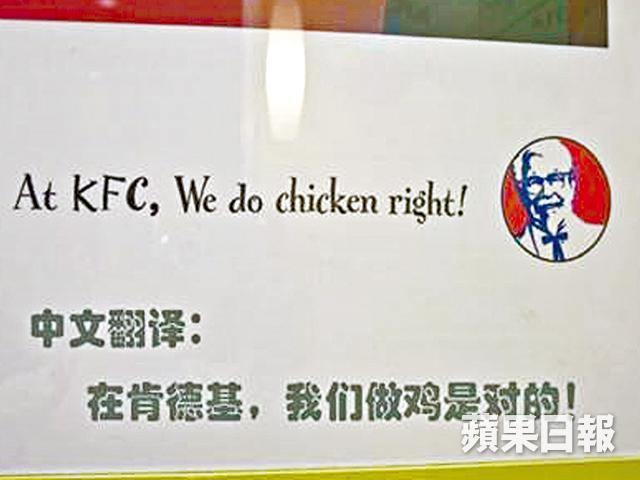 At KFC, We do chicken right!
中文翻译：
在肯德基，我们做鸡是对的！
蘋果日報